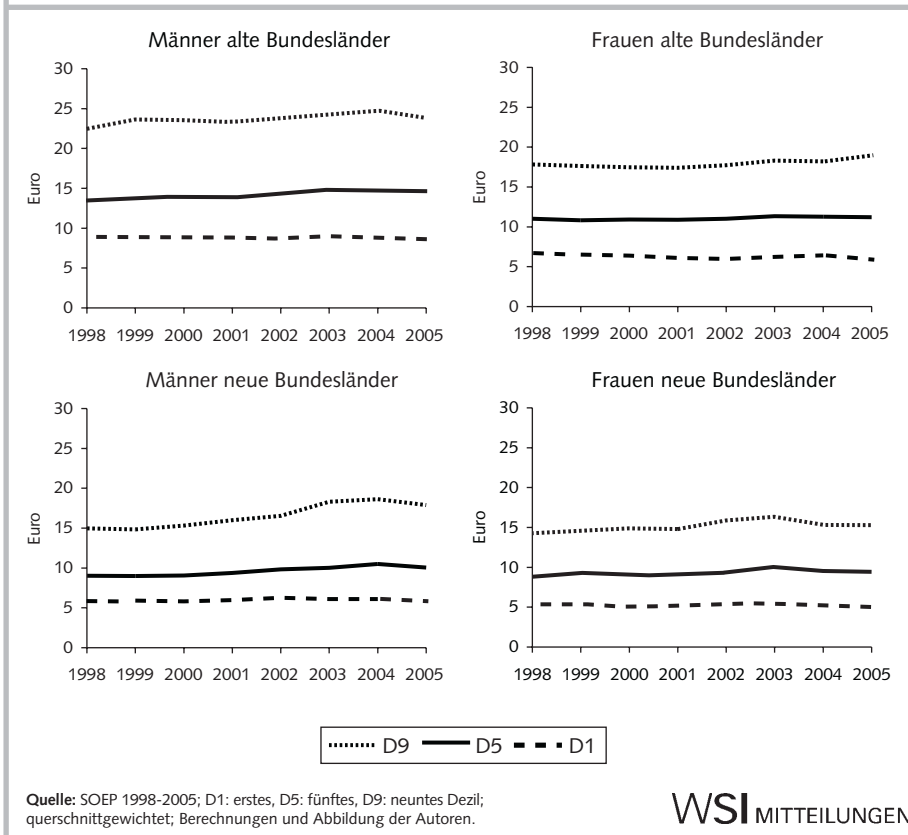 Männer alte Bundesländer
30
25
20
15
10
5
0
Euro
1998 1999 2000 2001 2002 2003 2004 2005
Frauen alte Bundesländer
30
25
20
15
10
5
0
Euro
1998 1999 2000 2001 2002 2003 2004 2005
Männer neue Bundesländer
30
25
20
15
10
5
0
Euro
1998 1999 2000 2001 2002 2003 2004 2005
Frauen neue Bundesländer
30
25
20
15
10
5
0
Euro
1998 1999 2000 2001 2002 2003 2004 2005
D9 D5 D1
Quelle: SOEP 1998-2005; D1: erstes, D5: fünftes, D9: neuntes Dezil;
querschnittgewichtet; Berechnungen und Abbildung der Autoren.
WSI MITTEILUNGEN